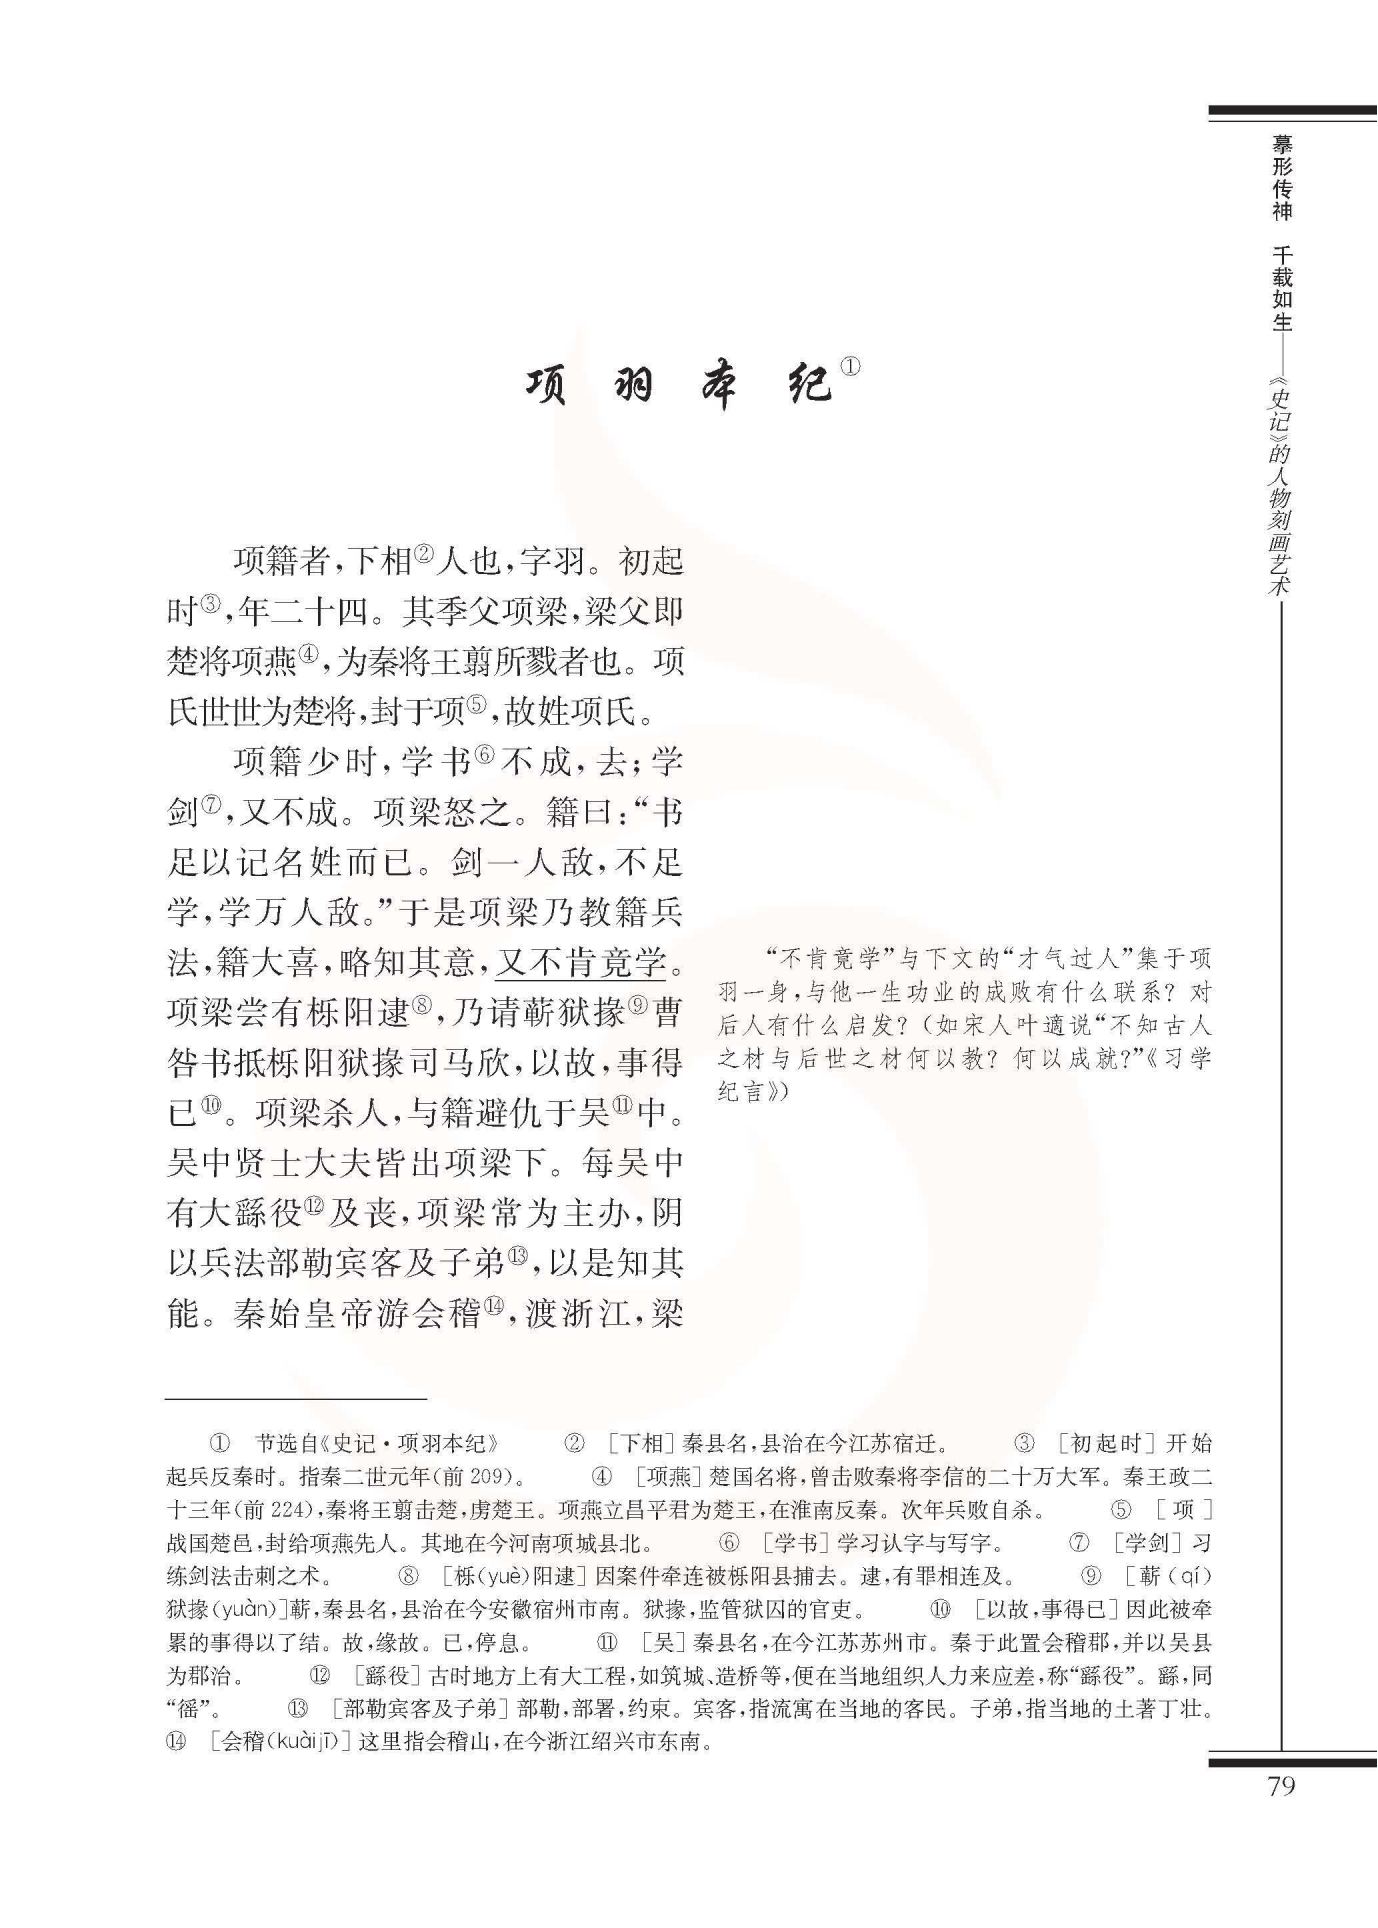 摹形传神 千载如生——《史记》的人物刻画艺术
项羽本纪①
项籍者，下相②人也，字羽。初起
时③，年二十四。其季父项梁，梁父即
楚将项燕④，为秦将王翦所戮者也。项
氏世世为楚将，封于项⑤，故姓项氏。
项籍少时，学书⑥不成，去；学
剑⑦，又不成。项梁怒之。籍曰：“书
足以记名姓而已。剑一人敌，不足
学，学万人敌。”于是项梁乃教籍兵
法，籍大喜，略知其意，又不肯竟学。
项梁尝有栎阳逮⑧，乃请蕲狱掾⑨曹
咎书抵栎阳狱掾司马欣，以故，事得
已⑩。项梁杀人，与籍避仇于吴⑪中。
吴中贤士大夫皆出项梁下。每吴中
有大繇役⑫及丧，项梁常为主办，阴
以兵法部勒宾客及子弟⑬，以是知其
能。秦始皇帝游会稽⑭，渡浙江，梁
“不肯竟学”与下文的“才气过人”集于项
羽一身，与他一生功业的成败有什么联系？对
后人有什么启发？（如宋人叶適说“不知古人
之材与后世之材何以教？何以成就？”《习学
纪言》）
① 节选自《史记·项羽本纪》 ② ［下相］秦县名，县治在今江苏宿迁。 ③ ［初起时］开始
起兵反秦时。指秦二世元年（前 209）。 ④ ［项燕］楚国名将，曾击败秦将李信的二十万大军。秦王政二
十三年（前 224），秦将王翦击楚，虏楚王。项燕立昌平君为楚王，在淮南反秦。次年兵败自杀。 ⑤ ［项］
战国楚邑，封给项燕先人。其地在今河南项城县北。 ⑥ ［学书］学习认字与写字。 ⑦ ［学剑］习
练剑法击刺之术。 ⑧ ［栎（yuè）阳逮］因案件牵连被栎阳县捕去。逮，有罪相连及。 ⑨ ［蕲（qí）
狱掾（yuàn）］蕲，秦县名，县治在今安徽宿州市南。狱掾，监管狱囚的官吏。 ⑩ ［以故，事得已］因此被牵
累的事得以了结。故，缘故。已，停息。 ⑪ ［吴］秦县名，在今江苏苏州市。秦于此置会稽郡，并以吴县
为郡治。 ⑫ ［繇役］古时地方上有大工程，如筑城、造桥等，便在当地组织人力来应差，称“繇役”。繇，同
“徭”。 ⑬ ［部勒宾客及子弟］部勒，部署，约束。宾客，指流寓在当地的客民。子弟，指当地的土著丁壮。
⑭ ［会稽（kuàijī）］这里指会稽山，在今浙江绍兴市东南。
79